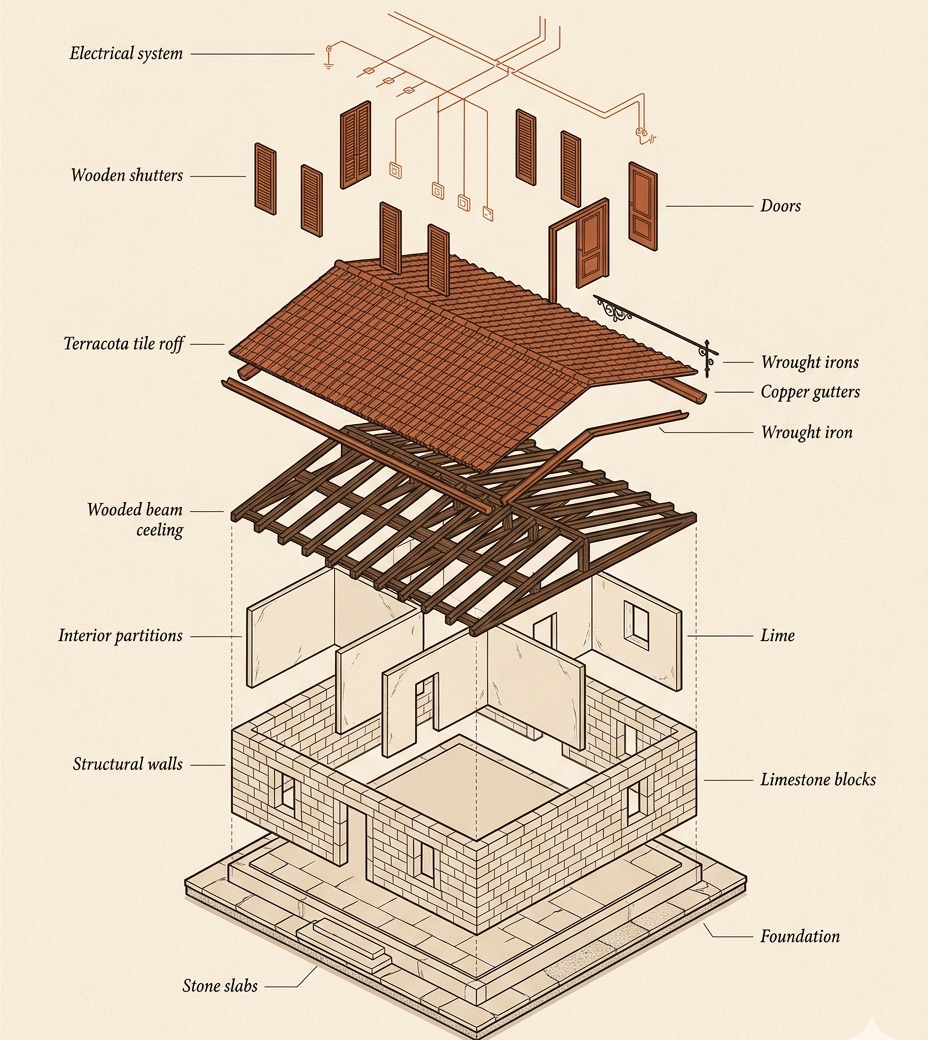 Electrical system
Wooden shutters
Doors
Terracota tile roff
Wrought irons
Copper gutters
Wrought iron
Wooded beam
ceeling
Interior partitions
Lime
Structural walls
Limestone blocks
Foundation
Stone slabs